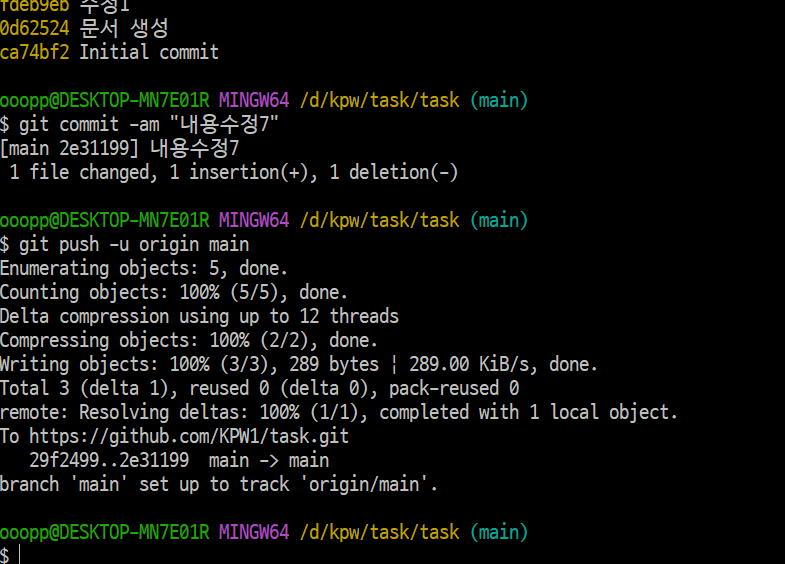 fdeb9eb 수정1
0d62524 문서 생성
ca74bf2 Initial commit
ooopp@DESKTOP-MN7E01R MINGW64 /d/kpw/task/task (main)
$ git commit -am "내용수정7"
[main 2e31199] 내용수정7
 1 file changed, 1 insertion(+), 1 deletion(-)
ooopp@DESKTOP-MN7E01R MINGW64 /d/kpw/task/task (main)
$ git push -u origin main
Enumerating objects: 5, done.
Counting objects: 100% (5/5), done.
Delta compression using up to 12 threads
Compressing objects: 100% (2/2), done.
Writing objects: 100% (3/3), 289 bytes ¦ 289.00 KiB/s, done.
Total 3 (delta 1), reused 0 (delta 0), pack-reused 0
remote: Resolving deltas: 100% (1/1), completed with 1 local object.
To https://github.com/KPW1/task.git
   29f2499..2e31199  main -> main
branch 'main' set up to track 'origin/main'.
ooopp@DESKTOP-MN7E01R MINGW64 /d/kpw/task/task (main)
$